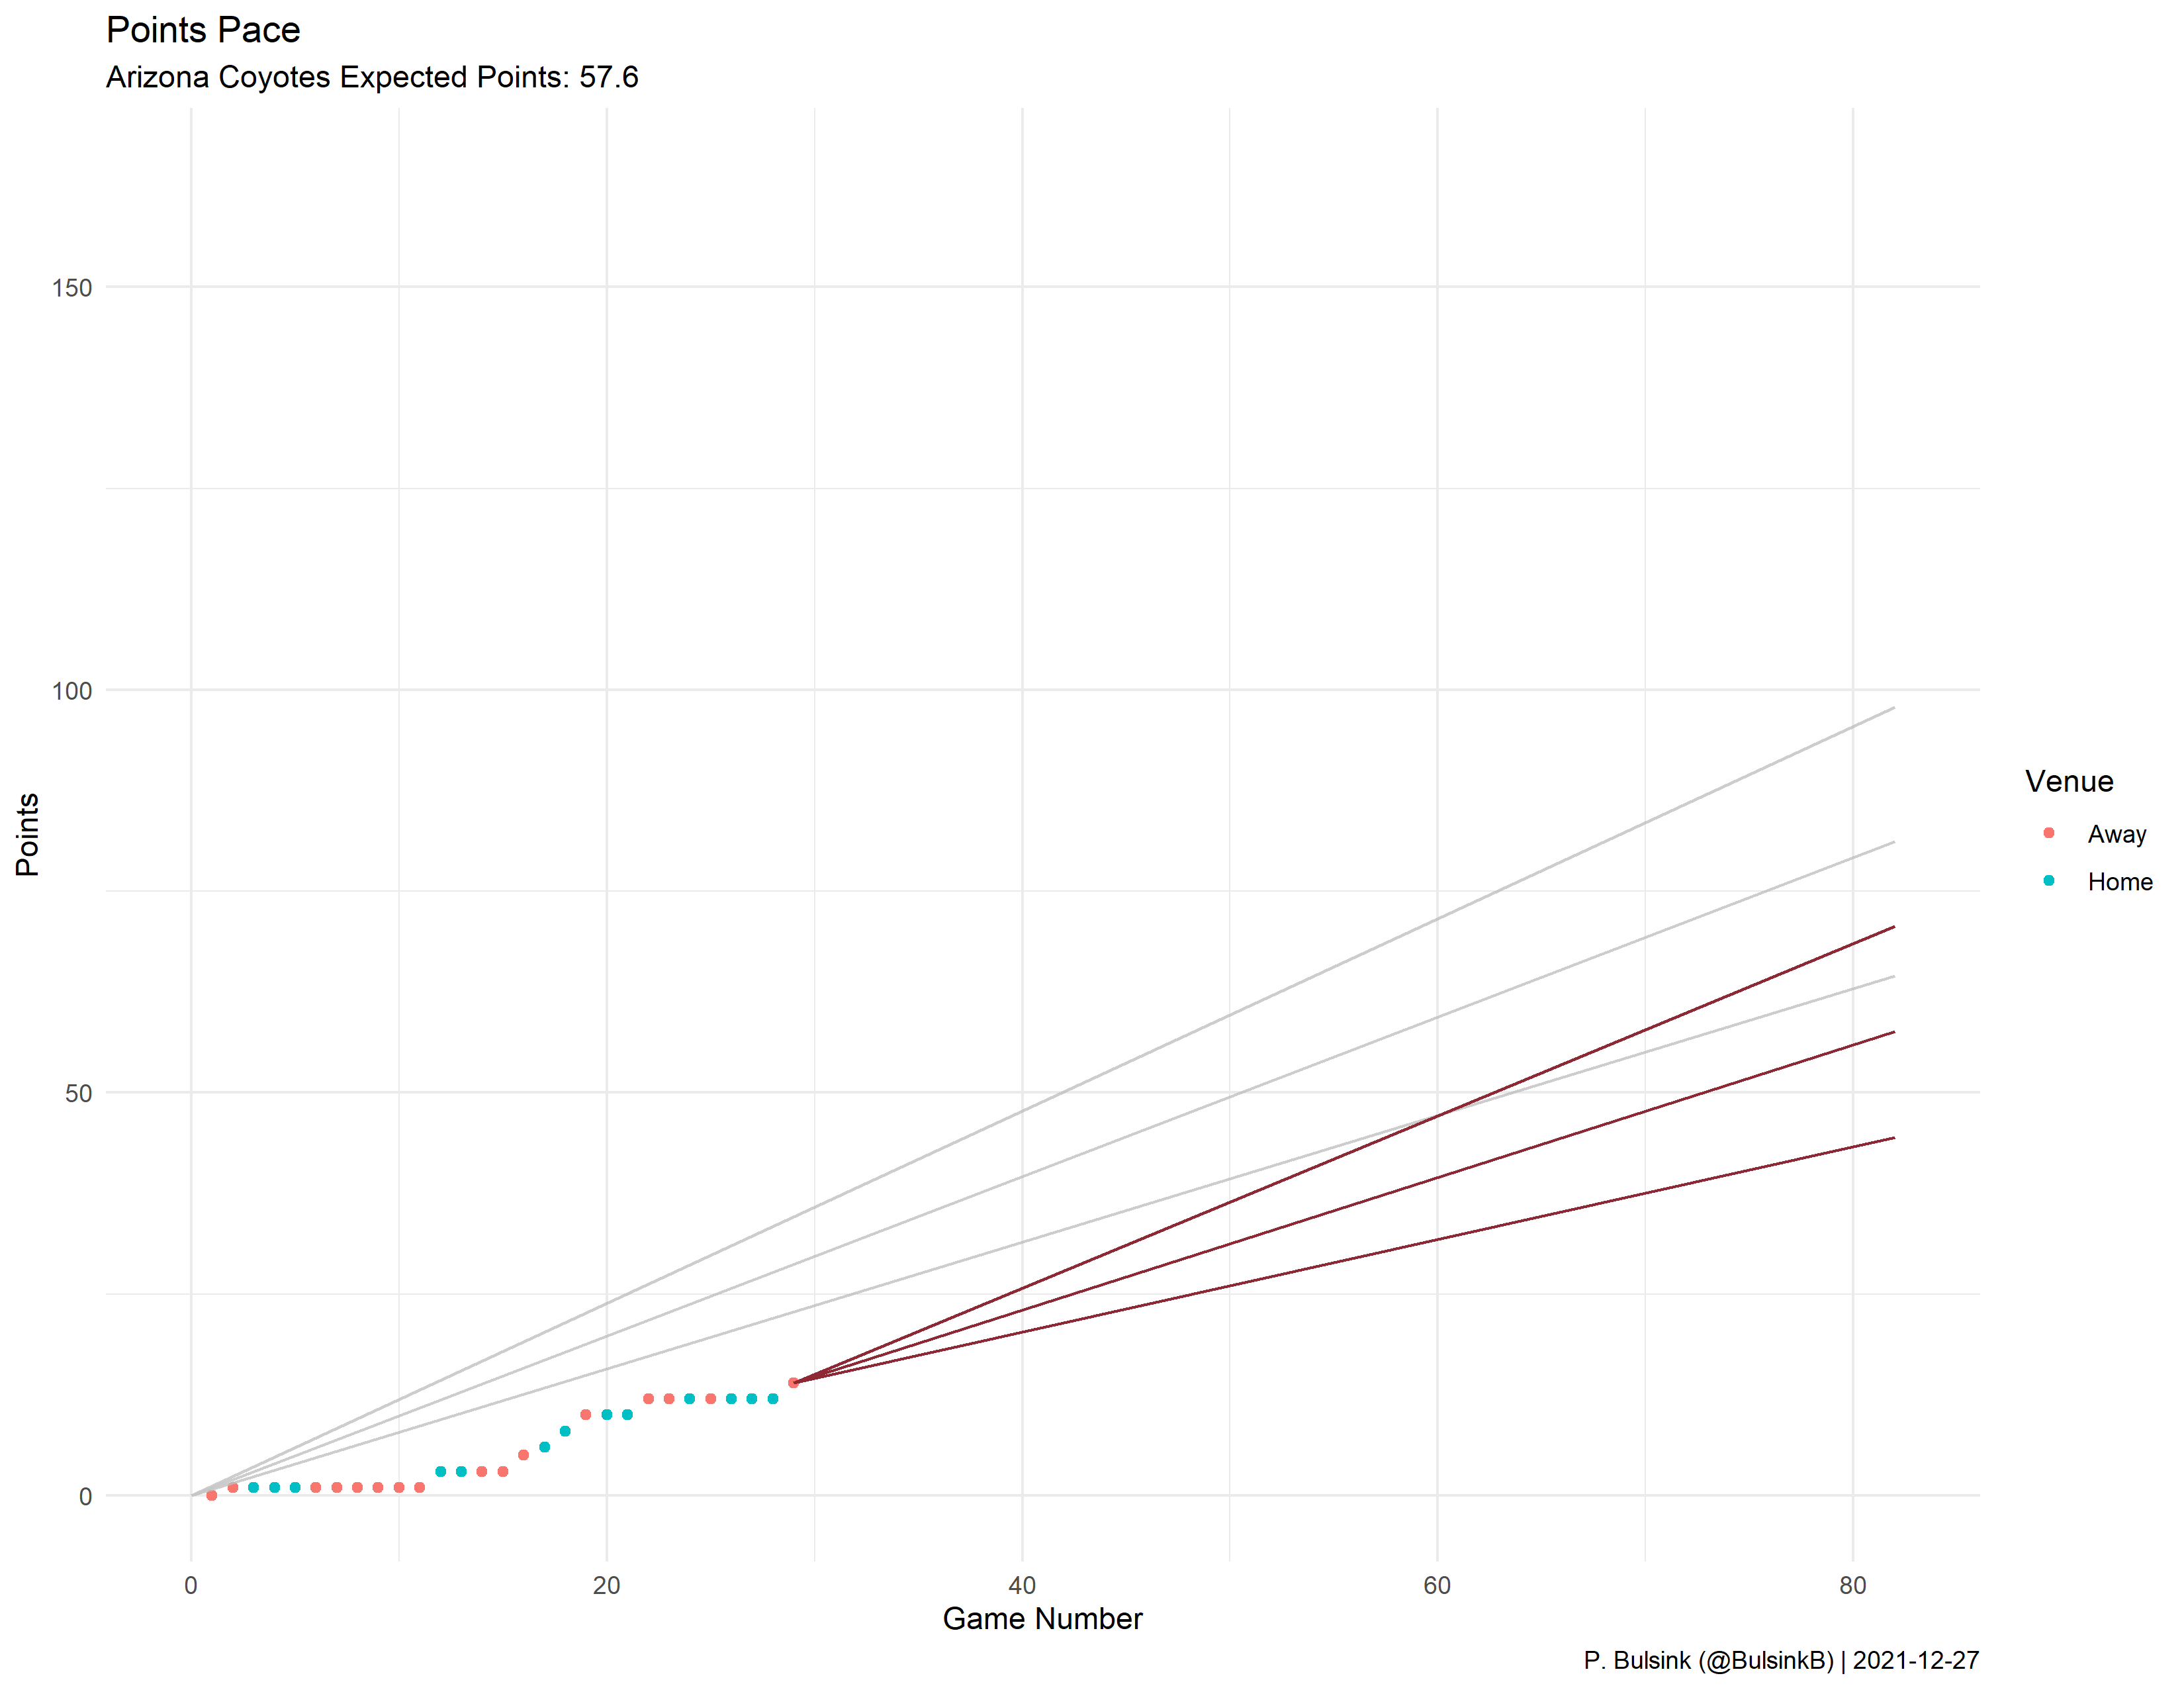 Points Pace
Arizona Coyotes Expected Points: 57.6
150
100
50
0
Points
0 20 40 60 80
Game Number
Venue
Away
Home
P. Bulsink (@BulsinkB) | 2021-12-27